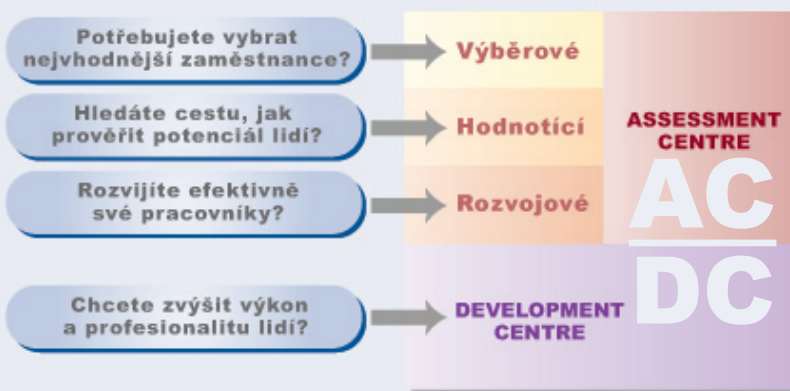 Potřebujete vybrat
nejvhodnější zaměstnance?
Výběrové
Hledáte cestu, jak
prověřit potenciál lidí?
Hodnotící
ASSESSMENT
CENTRE
Rozvijíte efektivně
své pracovníky?
Rozvojové
AC
DC
Chcete zvýšit výkon
a profesionalitu lidí?
DEVELOPMENT
CENTRE